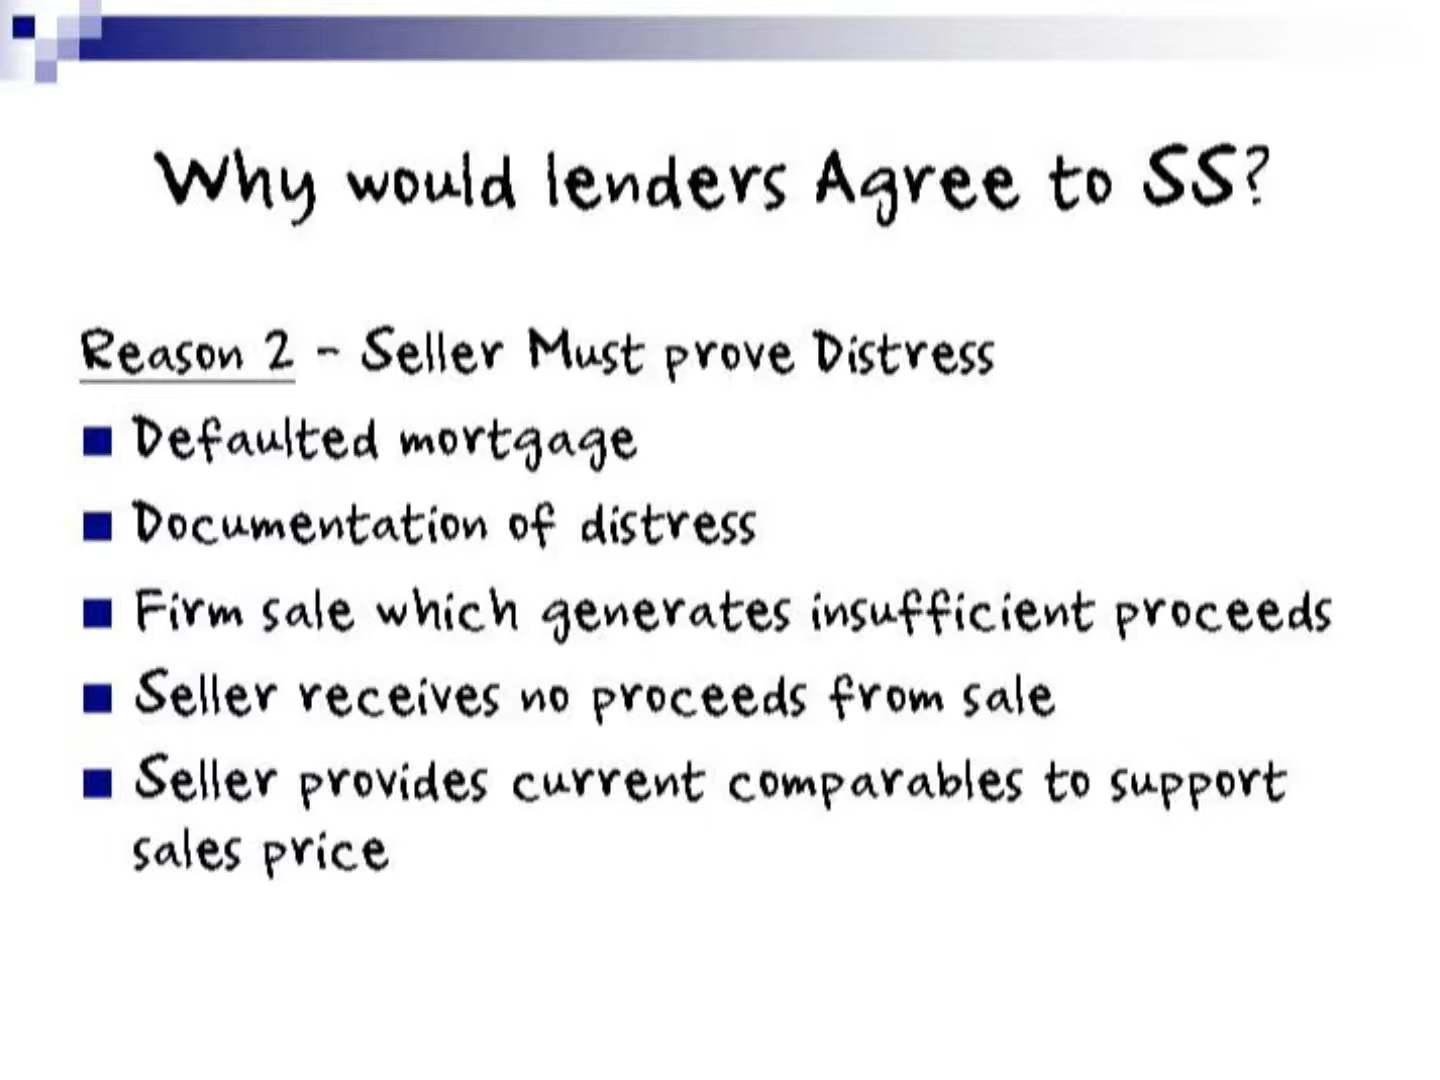 Why would lenders Agree to SS?
Reason 2 - Seller Must prove Distress
Defaulted mortgage
Documentation of distress
Firm sale which generates insufficient proceeds
Seller receives no proceeds from sale
Seller provides current comparables to support
sales price